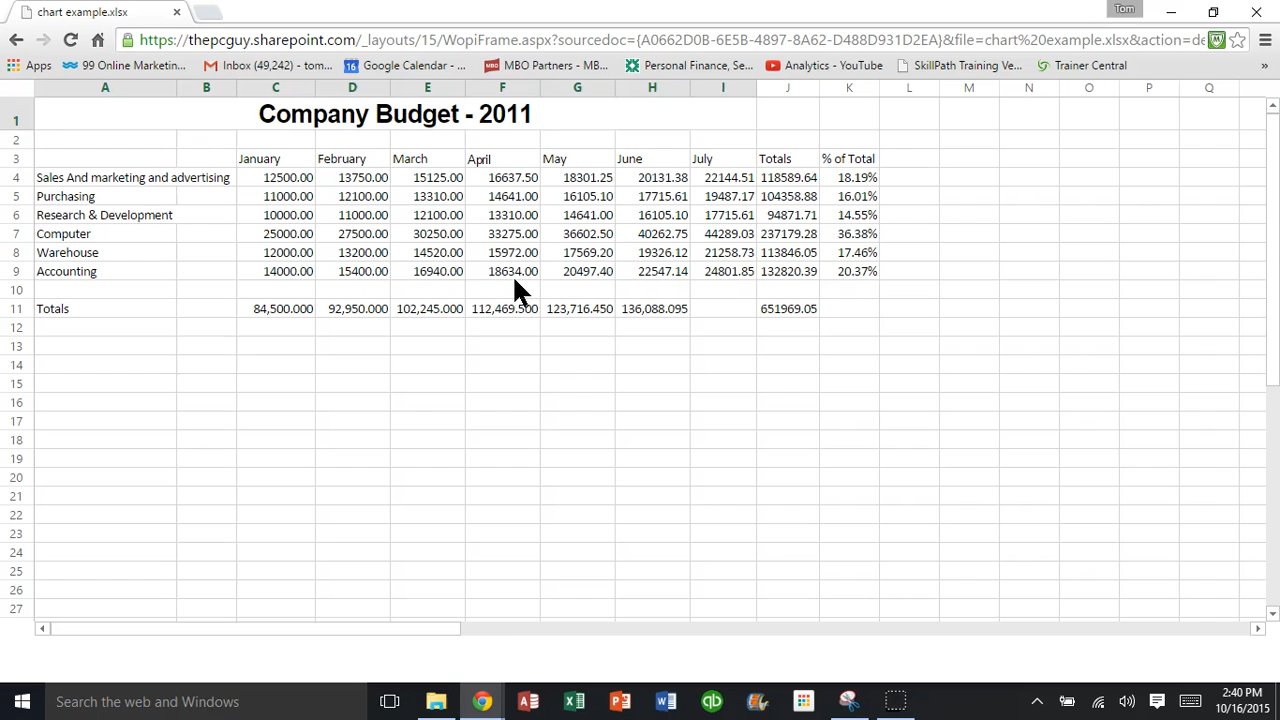 chart example.xlsx
Tom
https://thepcguy.sharepoint.com/_layouts/15/WopiFrame.aspx?sourcedoc={A0662D0B-6E5B-4897-8A62-D488D931D2EA}&file=chart%20example.xlsx&action=de
Apps 99 Online Marketin... Inbox (49,242) - tom... 16 Google Calendar - ... MBO Partners - MB... Personal Finance, Se... Analytics - YouTube SkillPath Training Ve... Trainer Central »
A B C D E F G H I J K L M N O P Q
1 Company Budget - 2011
2
3 January February March April May June July Totals % of Total
4 Sales And marketing and advertising 12500.00 13750.00 15125.00 16637.50 18301.25 20131.38 22144.51 118589.64 18.19%
5 Purchasing 11000.00 12100.00 13310.00 14641.00 16105.10 17715.61 19487.17 104358.88 16.01%
6 Research & Development 10000.00 11000.00 12100.00 13310.00 14641.00 16105.10 17715.61 94871.71 14.55%
7 Computer 25000.00 27500.00 30250.00 33275.00 36602.50 40262.75 44289.03 237179.28 36.38%
8 Warehouse 12000.00 13200.00 14520.00 15972.00 17569.20 19326.12 21258.73 113846.05 17.46%
9 Accounting 14000.00 15400.00 16940.00 18634.00 20497.40 22547.14 24801.85 132820.39 20.37%
10
11 Totals 84,500.000 92,950.000 102,245.000 112,469.500 123,716.450 136,088.095 651969.05
12
13
14
15
16
17
18
19
20
21
22
23
24
25
26
27
Search the web and Windows
2:40 PM
10/16/2015